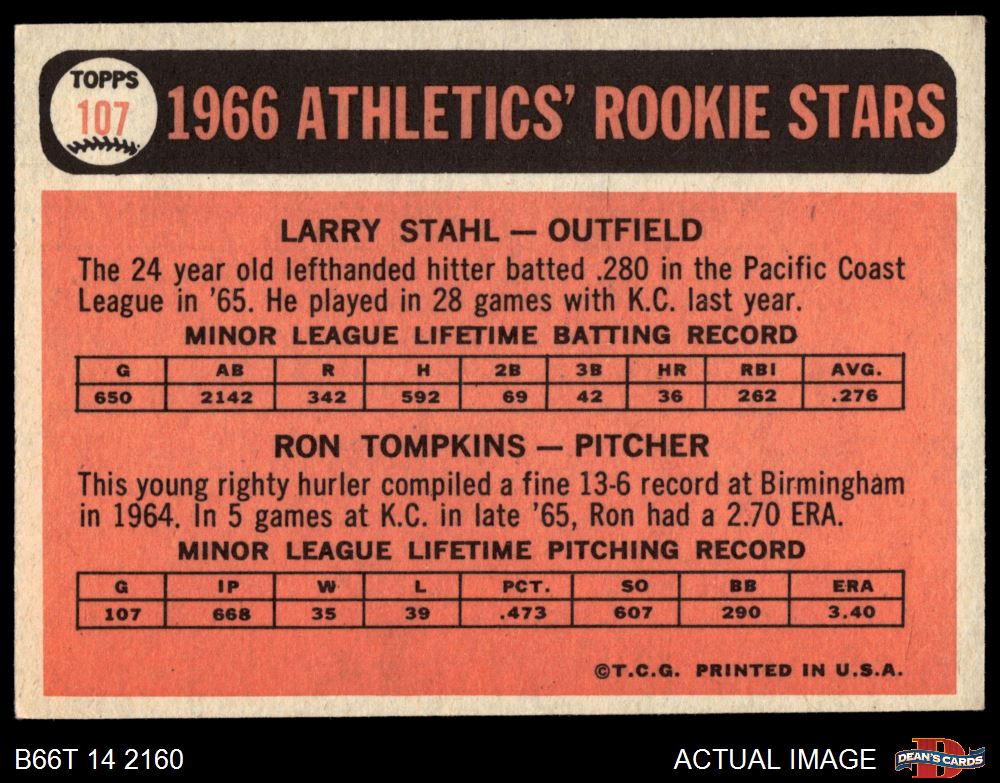 TOPPS
107
1966 ATHLETICS' ROOKIE STARS
LARRY STAHL — OUTFIELD
The 24 year old lefthanded hitter batted .280 in the Pacific Coast
League in '65. He played in 28 games with K.C. last year.
MINOR LEAGUE LIFETIME BATTING RECORD
G AB R H 2B 3B HR RBI AVG.
650 2142 342 592 69 42 36 262 .276
RON TOMPKINS — PITCHER
This young righty hurler compiled a fine 13-6 record at Birmingham
in 1964. In 5 games at K.C. in late '65, Ron had a 2.70 ERA.
MINOR LEAGUE LIFETIME PITCHING RECORD
G IP W L PCT. SO BB ERA
107 668 35 39 .473 607 290 3.40
©T.C.G. PRINTED IN U.S.A.
B66T 14 2160
ACTUAL IMAGE
D
DEAN'S CARDS